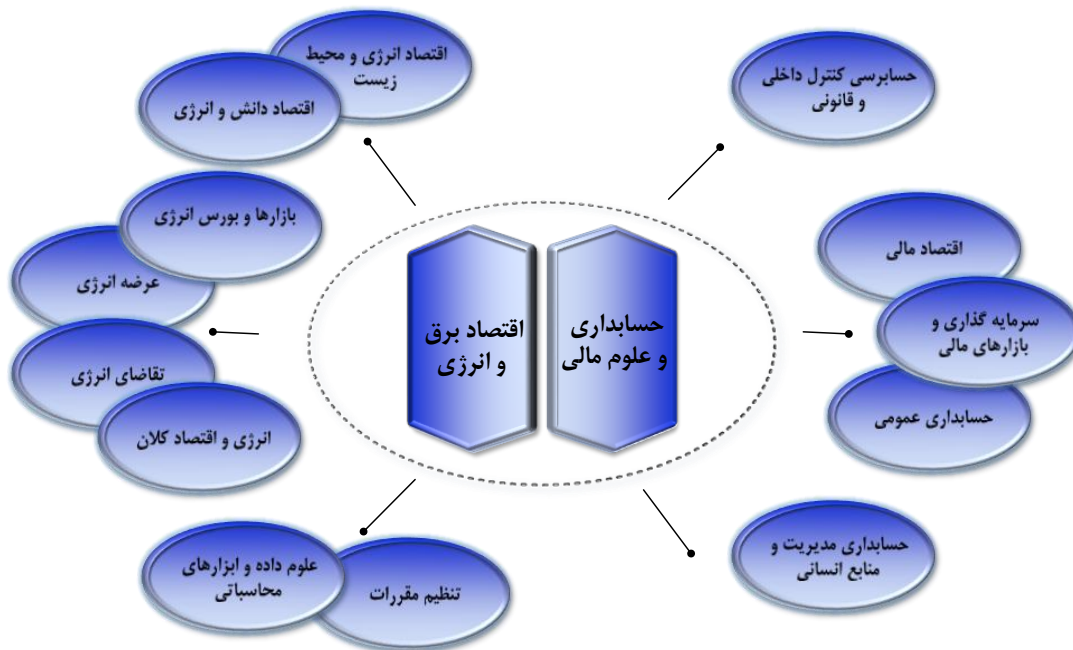 اقتصاد انرژی و محیط
زیست
اقتصاد دانش و انرژی
بازارها و بورس انرژی
عرضه انرژی
تقاضای انرژی
انرژی و اقتصاد کلان
علوم داده و ابزارهای
محاسباتی
تنظیم مقررات
اقتصاد برق
و انرژی
حسابداری
و علوم مالی
حسابرسی کنترل داخلی
و قانونی
اقتصاد مالی
سرمایه گذاری و
بازارهای مالی
حسابداری عمومی
حسابداری مدیریت و
منابع انسانی